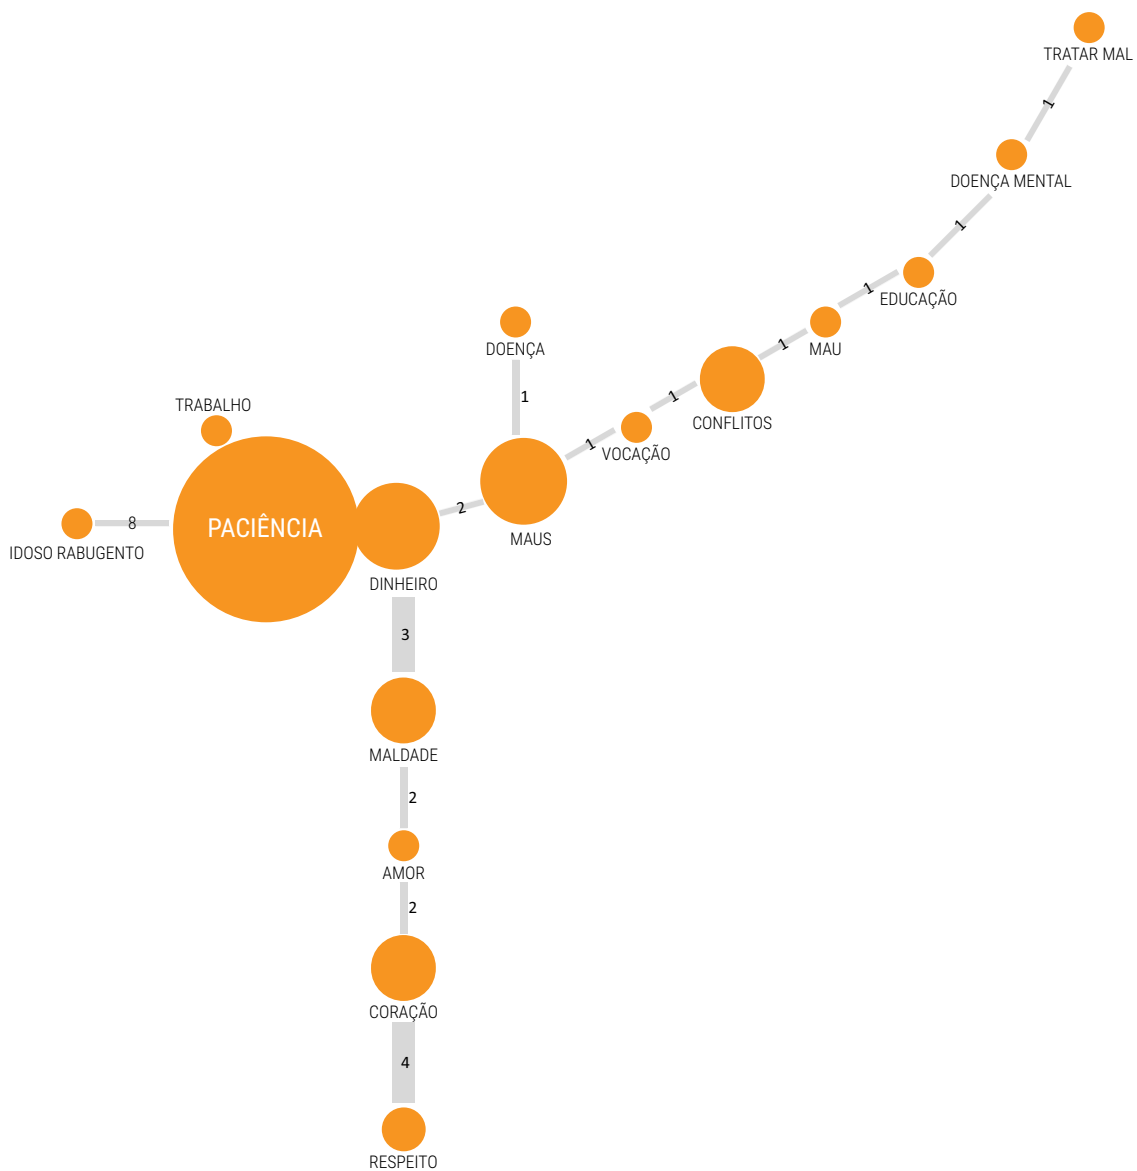 TRATAR MAL
1
DOENÇA MENTAL
1
EDUCAÇÃO
1
MAU
1
CONFLITOS
1
VOCAÇÃO
1
DOENÇA
1
MAUS
2
TRABALHO
PACIÊNCIA
8
IDOSO RABUGENTO
DINHEIRO
3
MALDADE
2
AMOR
2
CORAÇÃO
4
RESPEITO